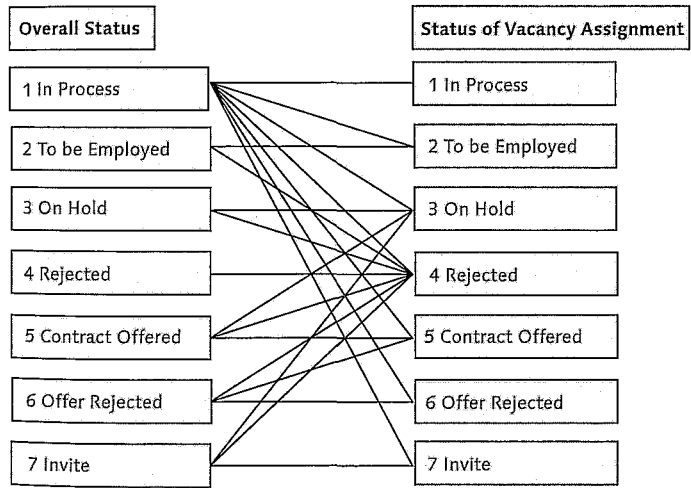 Overall Status
1 In Process
2 To be Employed
3 On Hold
4 Rejected
5 Contract Offered
6 Offer Rejected
7 Invite
Status of Vacancy Assignment
1 In Process
2 To be Employed
3 On Hold
4 Rejected
5 Contract Offered
6 Offer Rejected
7 Invite